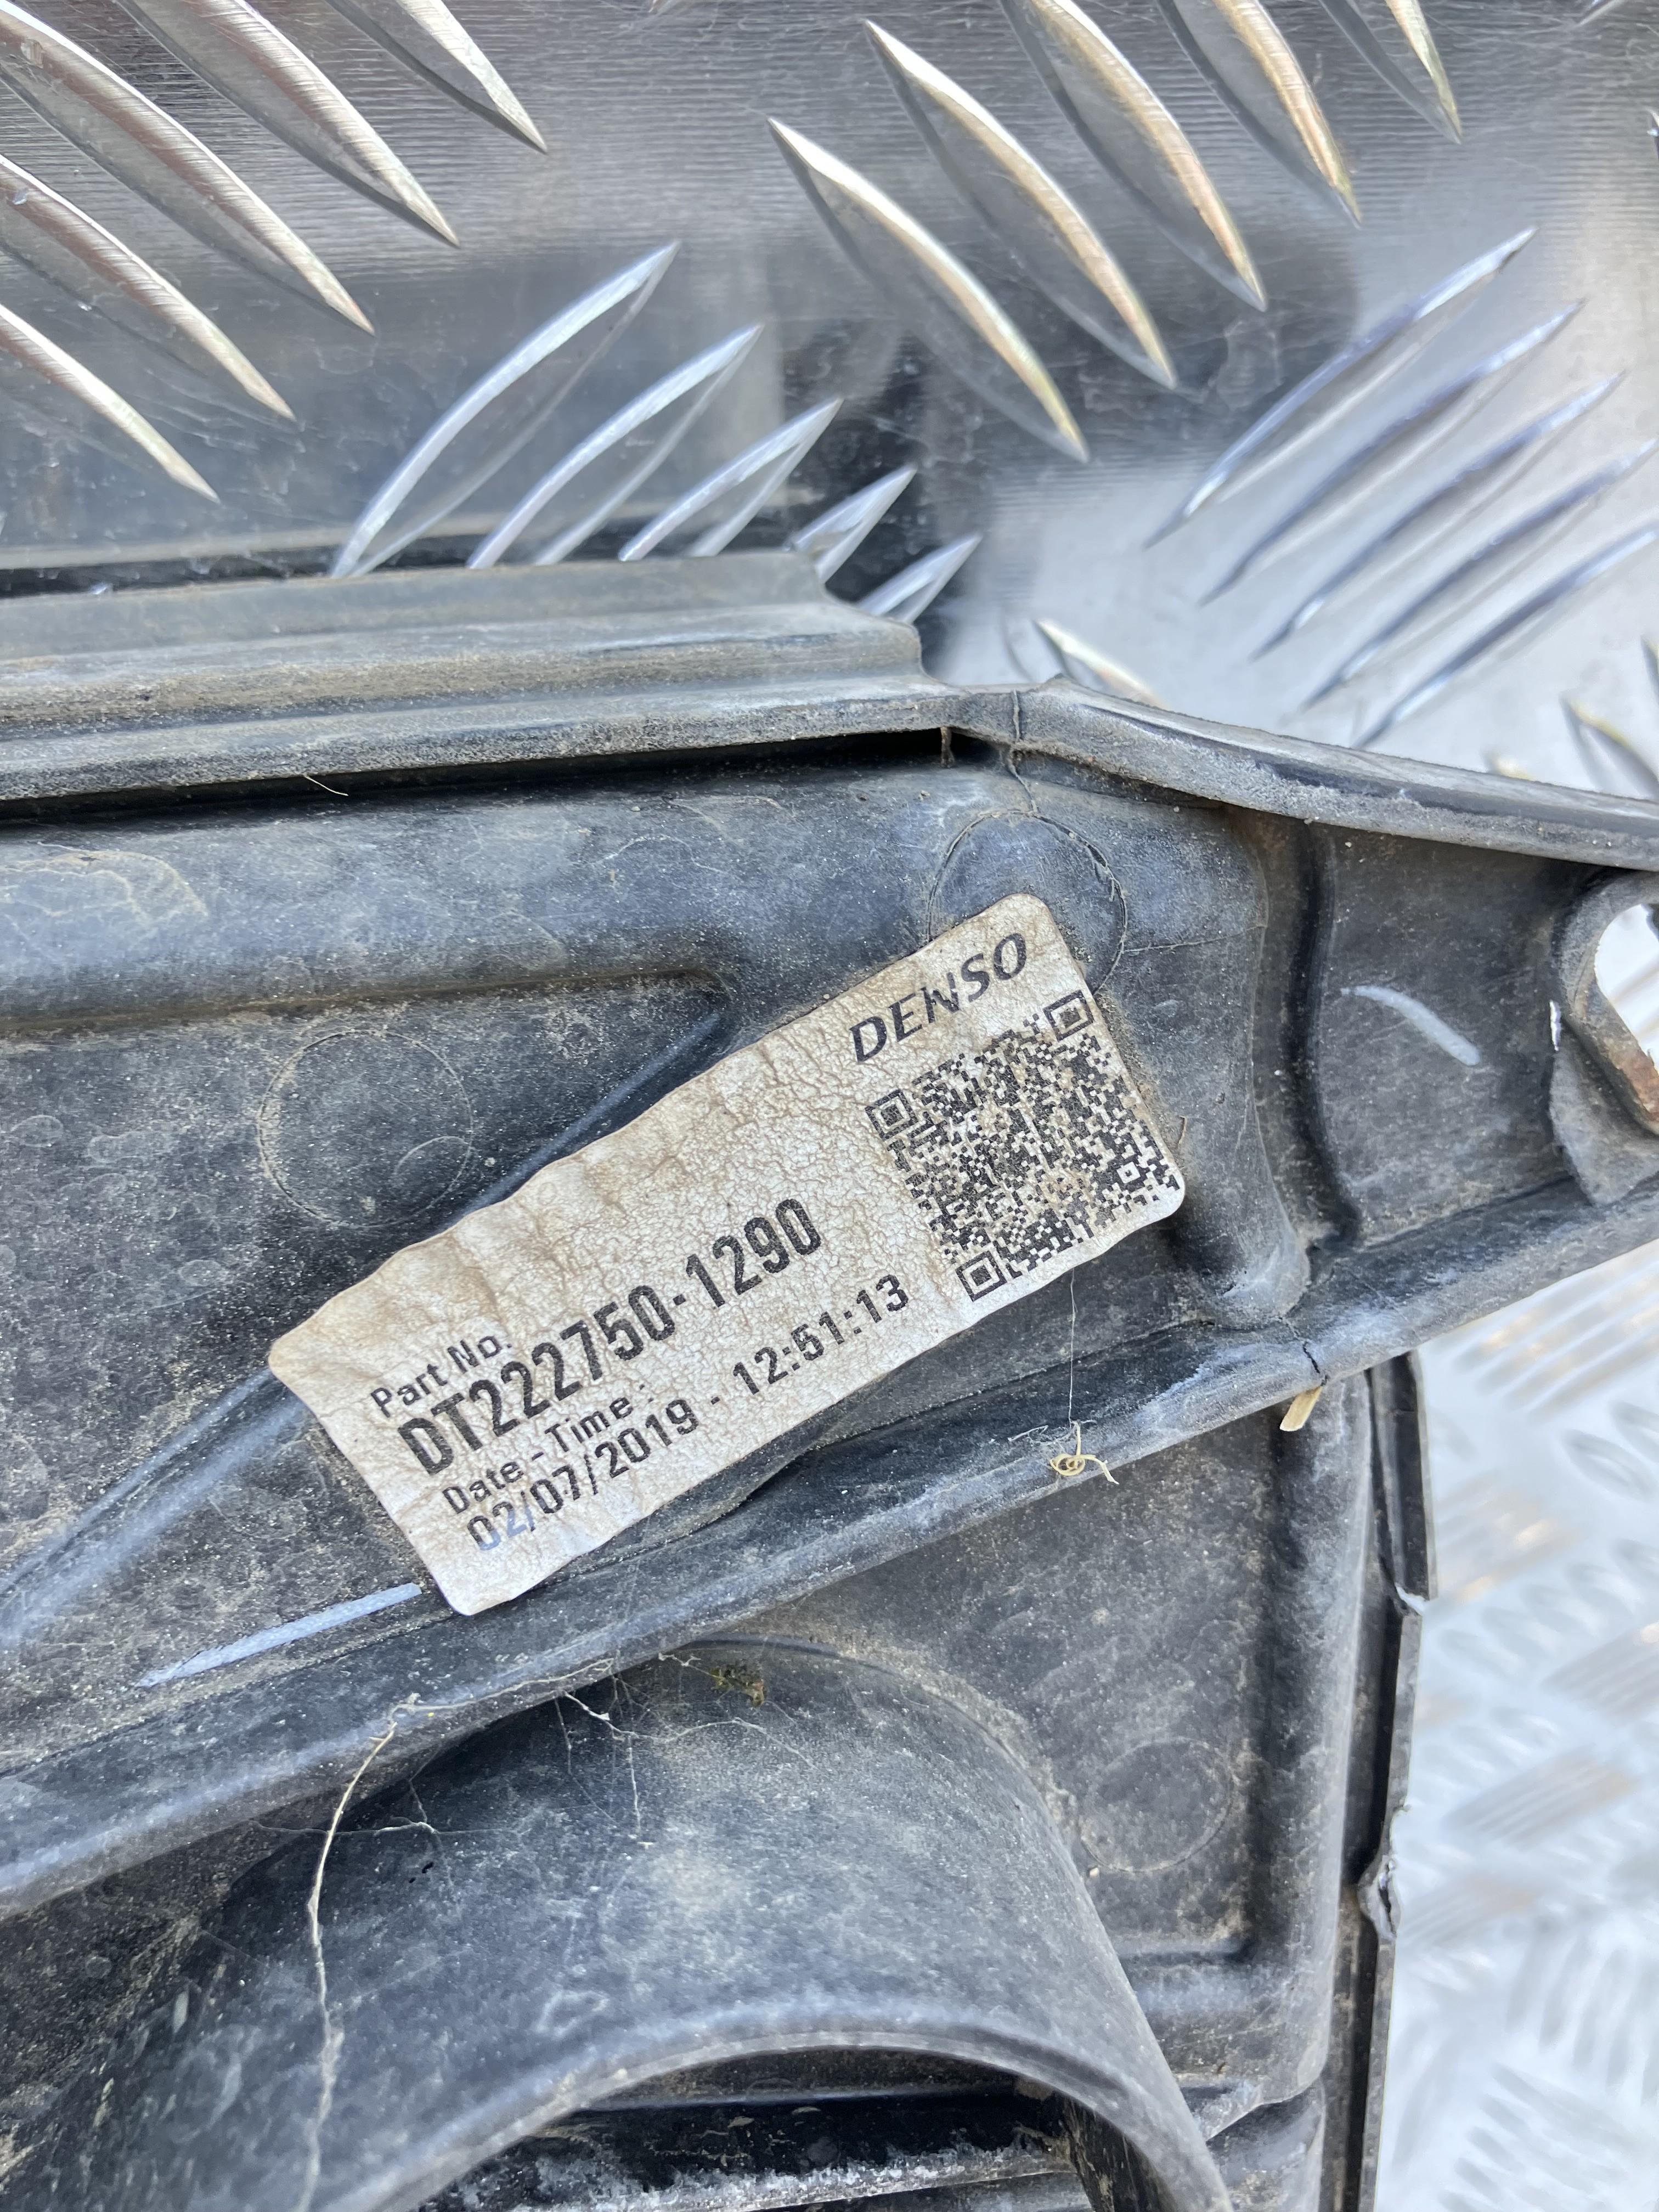 DENSO
Part No.
DT222750-1290
Date - Time :
02/07/2019 - 12:51:13